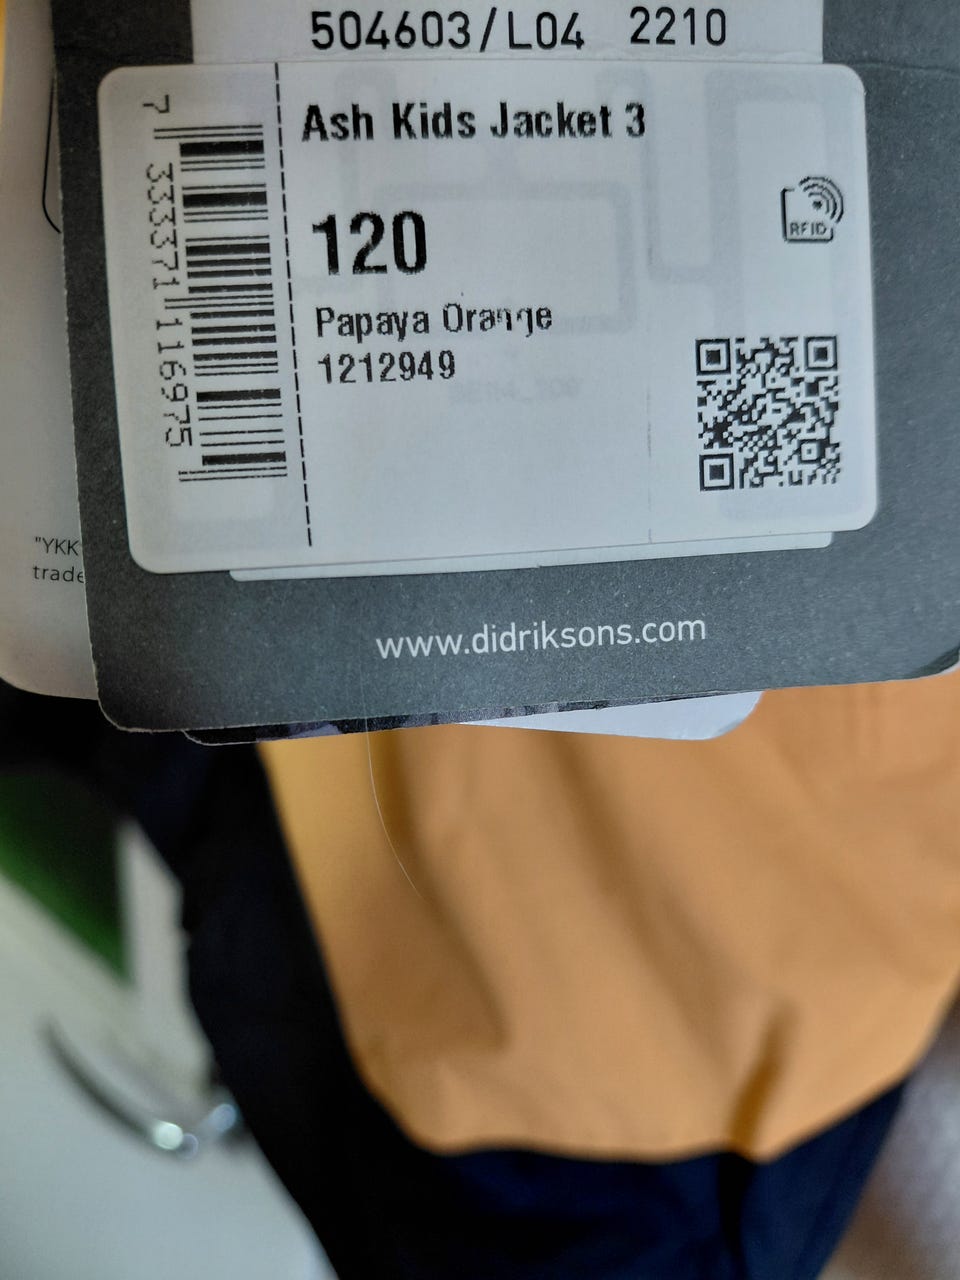 504603/L04 2210
Ash Kids Jacket 3
120
Papaya Orange
1212949
RFID
7 333371 116975
"YKK
trade
www.didriksons.com